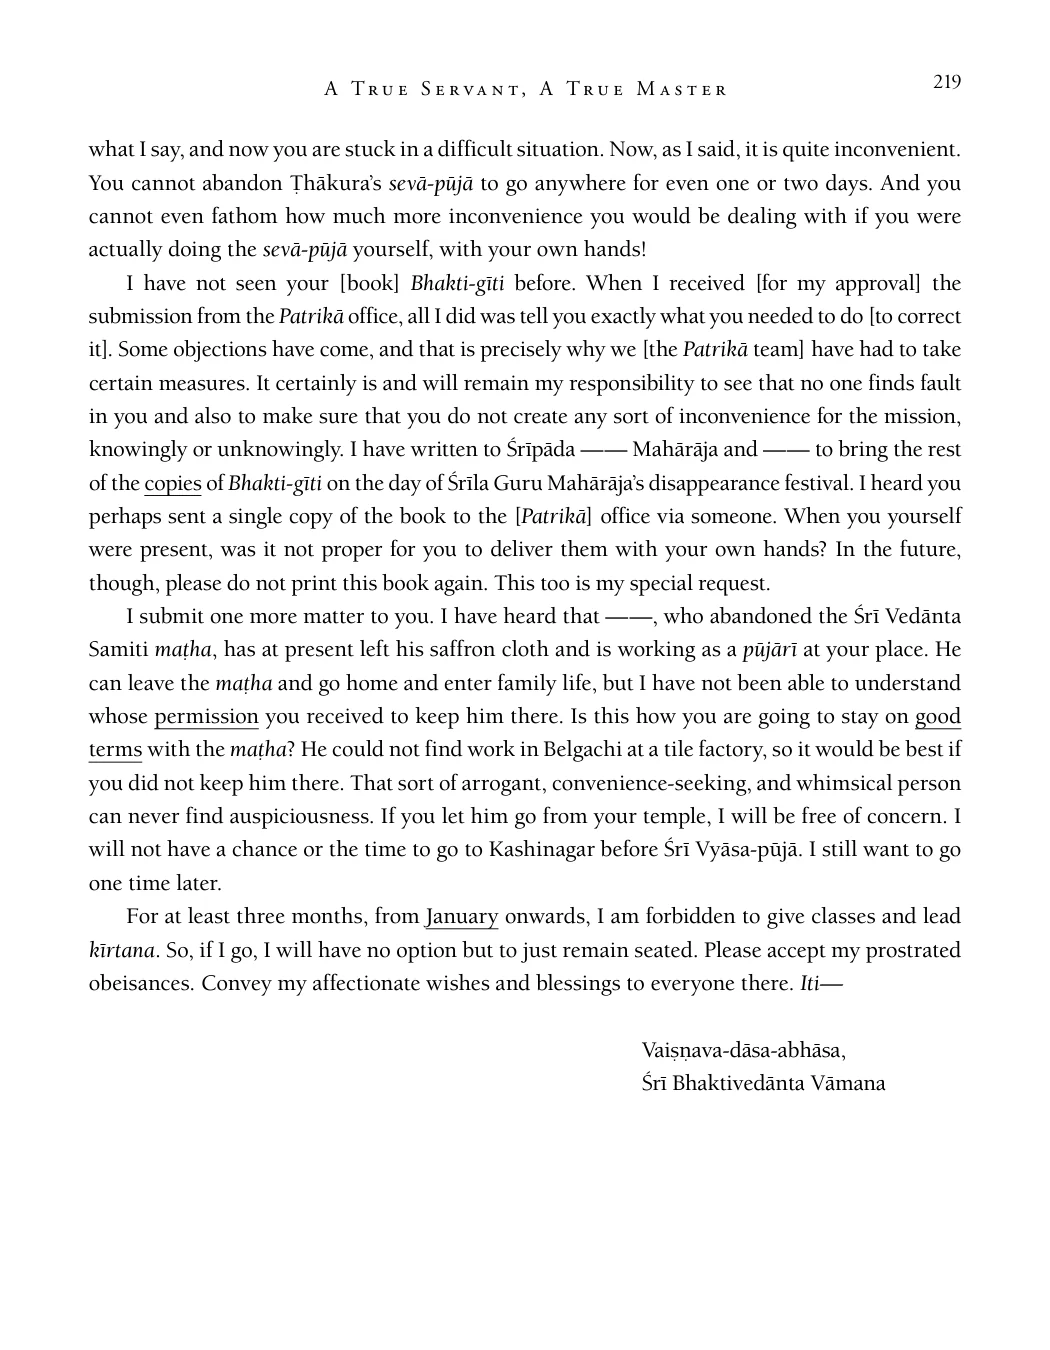 A True Servant, A True Master
219
what I say, and now you are stuck in a difficult situation. Now, as I said, it is quite inconvenient.
You cannot abandon Ṭhākura’s sevā-pūjā to go anywhere for even one or two days. And you
cannot even fathom how much more inconvenience you would be dealing with if you were
actually doing the sevā-pūjā yourself, with your own hands!
I have not seen your [book] Bhakti-gīti before. When I received [for my approval] the
submission from the Patrikā office, all I did was tell you exactly what you needed to do [to correct
it]. Some objections have come, and that is precisely why we [the Patrikā team] have had to take
certain measures. It certainly is and will remain my responsibility to see that no one finds fault
in you and also to make sure that you do not create any sort of inconvenience for the mission,
knowingly or unknowingly. I have written to Śrīpāda —— Mahārāja and —— to bring the rest
of the copies of Bhakti-gīti on the day of Śrīla Guru Mahārāja’s disappearance festival. I heard you
perhaps sent a single copy of the book to the [Patrikā] office via someone. When you yourself
were present, was it not proper for you to deliver them with your own hands? In the future,
though, please do not print this book again. This too is my special request.
I submit one more matter to you. I have heard that ——, who abandoned the Śrī Vedānta
Samiti maṭha, has at present left his saffron cloth and is working as a pūjārī at your place. He
can leave the maṭha and go home and enter family life, but I have not been able to understand
whose permission you received to keep him there. Is this how you are going to stay on good
terms with the maṭha? He could not find work in Belgachi at a tile factory, so it would be best if
you did not keep him there. That sort of arrogant, convenience-seeking, and whimsical person
can never find auspiciousness. If you let him go from your temple, I will be free of concern. I
will not have a chance or the time to go to Kashinagar before Śrī Vyāsa-pūjā. I still want to go
one time later.
For at least three months, from January onwards, I am forbidden to give classes and lead
kīrtana. So, if I go, I will have no option but to just remain seated. Please accept my prostrated
obeisances. Convey my affectionate wishes and blessings to everyone there. Iti—
Vaiṣṇava-dāsa-abhāsa,
Śrī Bhaktivedānta Vāmana